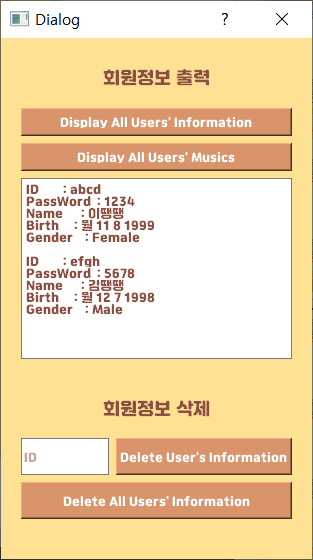 Dialog
회원정보 출력
Display All Users' Information
Display All Users' Musics
ID : abcd
PassWord : 1234
Name : 이땡땡
Birth : 월 11 8 1999
Gender : Female
ID : efgh
PassWord : 5678
Name : 김땡땡
Birth : 월 12 7 1998
Gender : Male
회원정보 삭제
ID
Delete User's Information
Delete All Users' Information